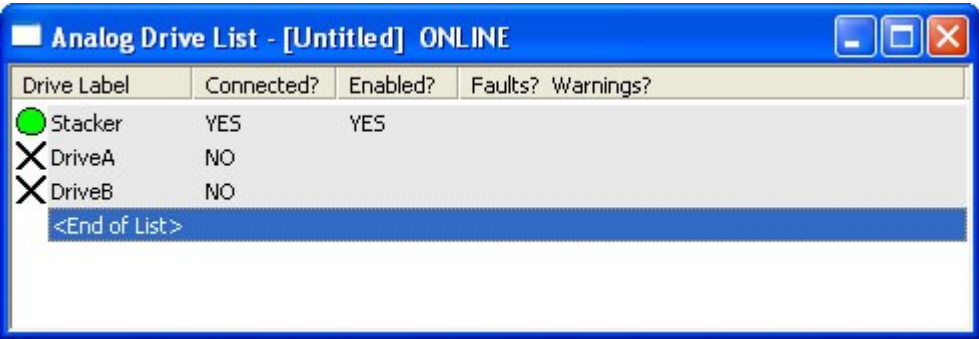 Analog Drive List - [Untitled] ONLINE
Drive Label Connected? Enabled? Faults? Warnings?
Stacker YES YES
DriveA NO
DriveB NO
<End of List>